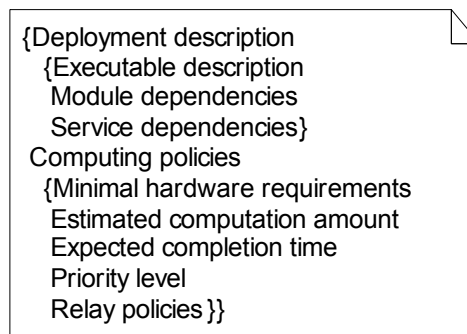 {Deployment description
{Executable description
Module dependencies
Service dependencies}
Computing policies
{Minimal hardware requirements
Estimated computation amount
Expected completion time
Priority level
Relay policies}}